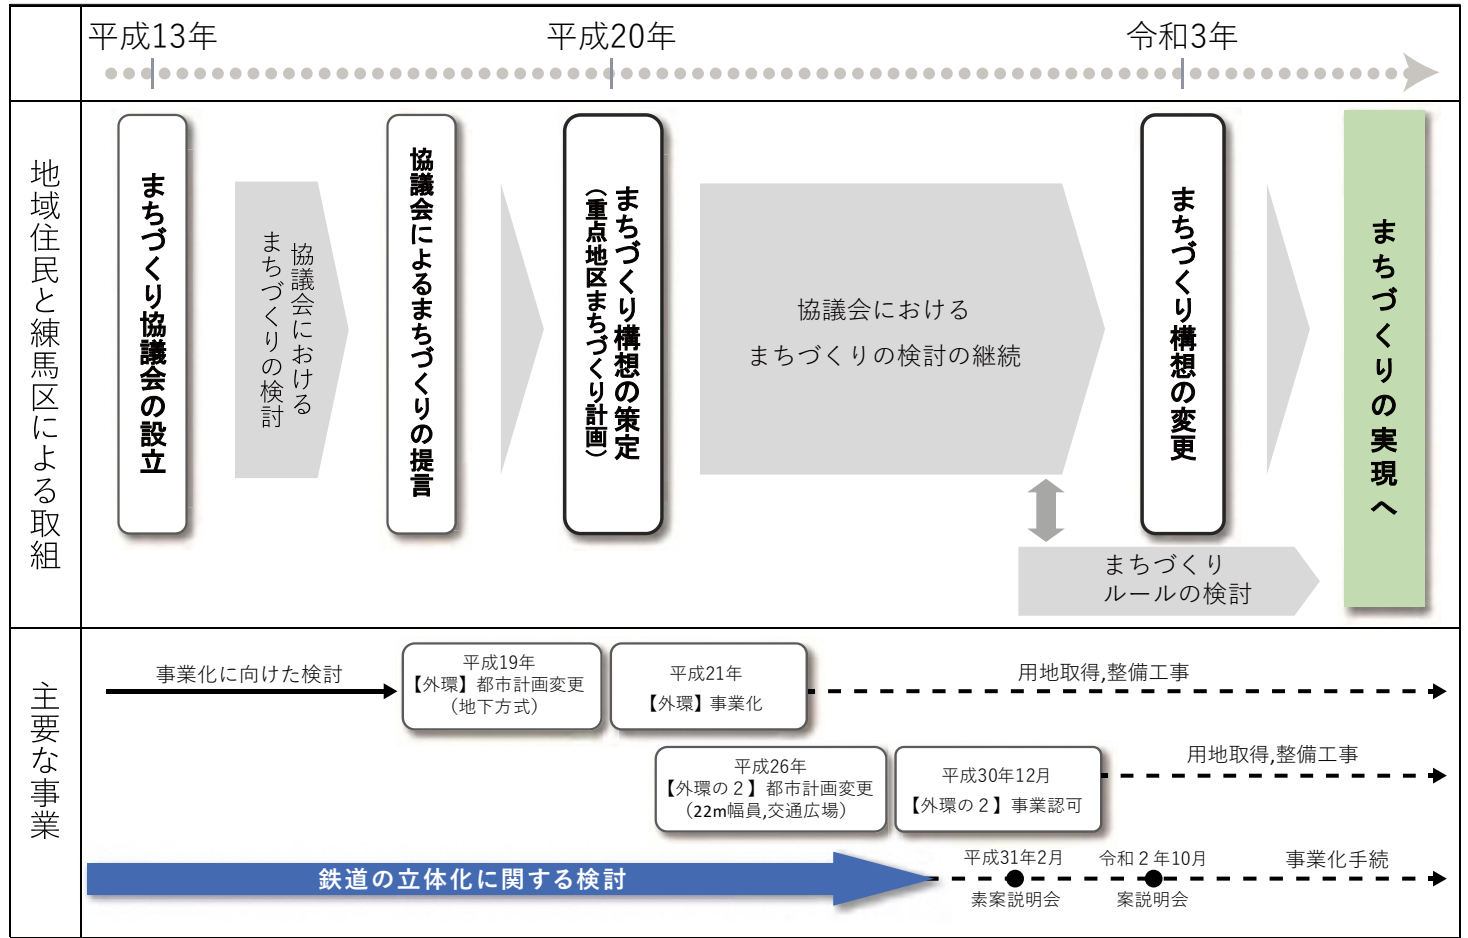 平成13年
平成20年
令和3年
地域住民と練馬区による取組
まちづくり協議会の設立
協議会における
まちづくりの検討
協議会によるまちづくりの提言
まちづくり構想の策定
（重点地区まちづくり計画）
協議会における
まちづくりの検討の継続
まちづくり構想の変更
まちづくりの実現へ
まちづくり
ルールの検討
主要な事業
事業化に向けた検討
平成19年
【外環】都市計画変更
（地下方式）
平成21年
【外環】事業化
用地取得,整備工事
平成26年
【外環の２】都市計画変更
（22m幅員,交通広場）
平成30年12月
【外環の２】事業認可
用地取得,整備工事
鉄道の立体化に関する検討
平成31年2月
素案説明会
令和２年10月
案説明会
事業化手続